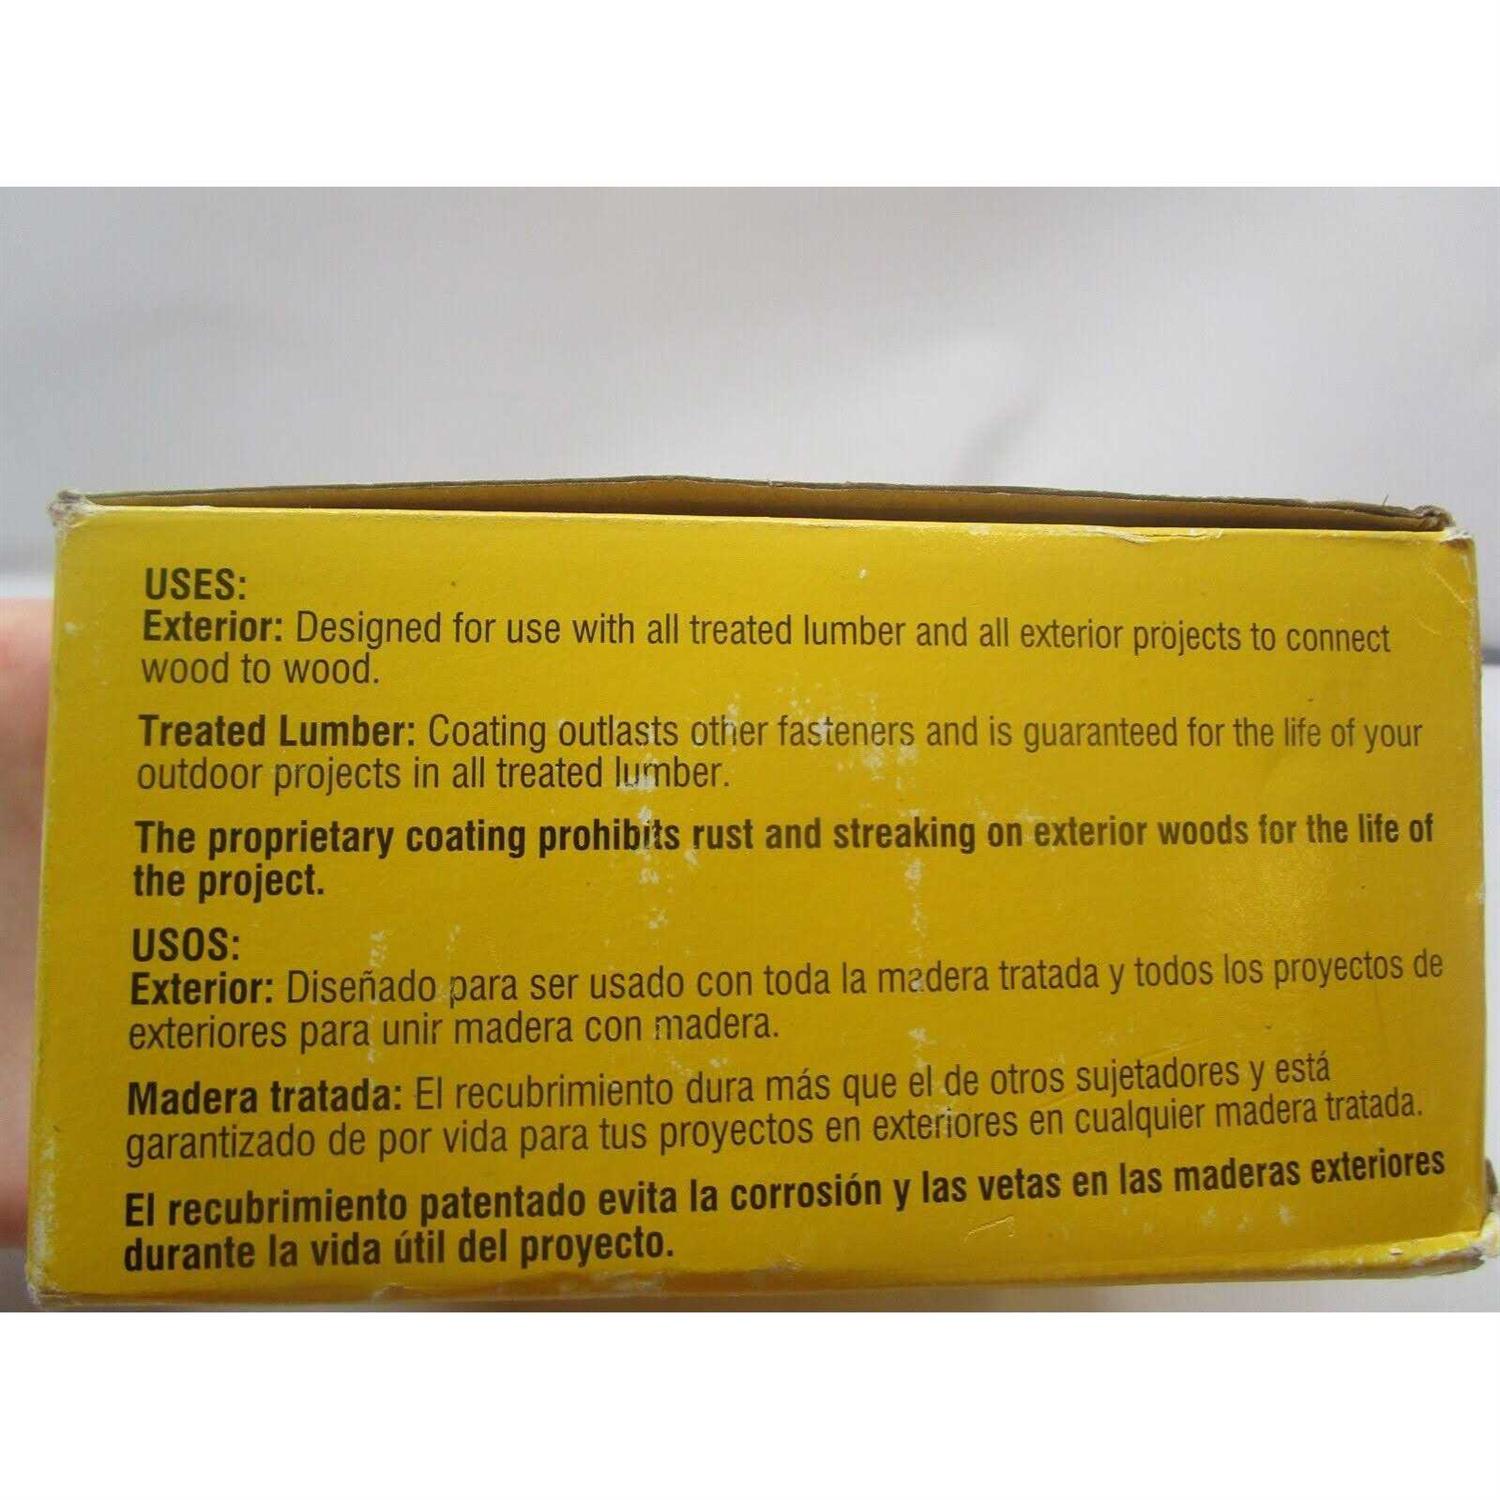 USES:
Exterior: Designed for use with all treated lumber and all exterior projects to connect
wood to wood.
Treated Lumber: Coating outlasts other fasteners and is guaranteed for the life of your
outdoor projects in all treated lumber.
The proprietary coating prohibits rust and streaking on exterior woods for the life of
the project.
USOS:
Exterior: Diseñado para ser usado con toda la madera tratada y todos los proyectos de
exteriores para unir madera con madera.
Madera tratada: El recubrimiento dura más que el de otros sujetadores y está
garantizado de por vida para tus proyectos en exteriores en cualquier madera tratada.
El recubrimiento patentado evita la corrosión y las vetas en las maderas exteriores
durante la vida útil del proyecto.